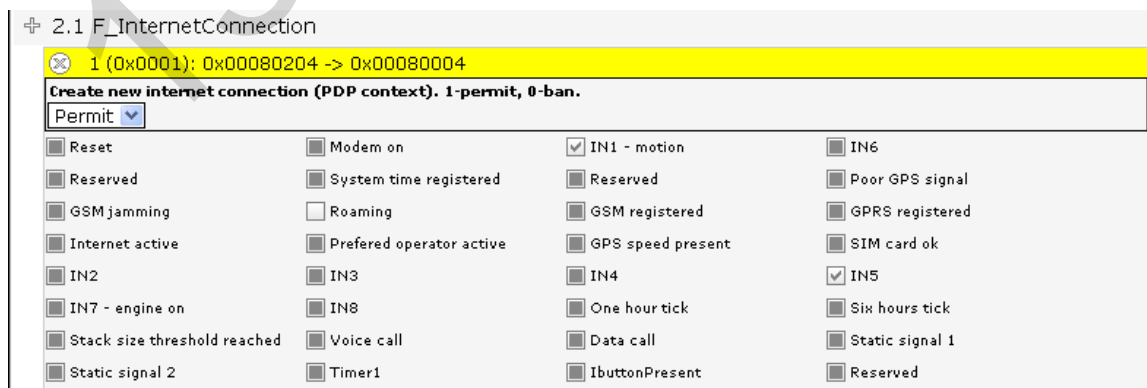 2.1 F_InternetConnection
1 (0x0001): 0x00080204 -> 0x00080004
Create new internet connection (PDP context). 1-permit, 0-ban.
Permit
Reset Modem on IN1 - motion IN6
Reserved System time registered Reserved Poor GPS signal
GSM jamming Roaming GSM registered GPRS registered
Internet active Prefered operator active GPS speed present SIM card ok
IN2 IN3 IN4 IN5
IN7 - engine on IN8 One hour tick Six hours tick
Stack size threshold reached Voice call Data call Static signal 1
Static signal 2 Timer1 IbuttonPresent Reserved